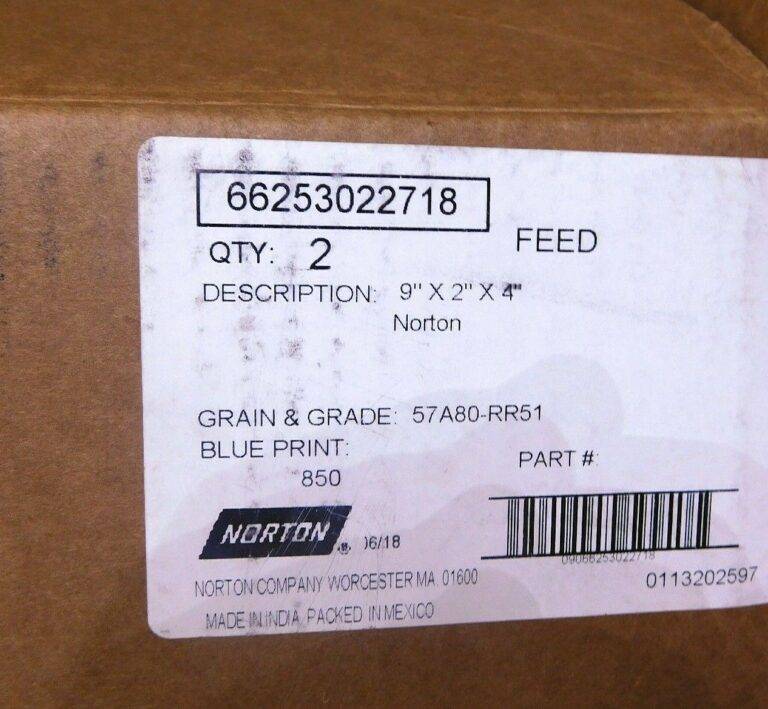 66253022718
FEED
QTY: 2
DESCRIPTION: 9" X 2" X 4"
Norton
GRAIN & GRADE: 57A80-RR51
BLUE PRINT:
850
PART #:
NORTON ® 06/18
09066253022718
0113202597
NORTON COMPANY WORCESTER MA. 01600
MADE IN INDIA PACKED IN MEXICO